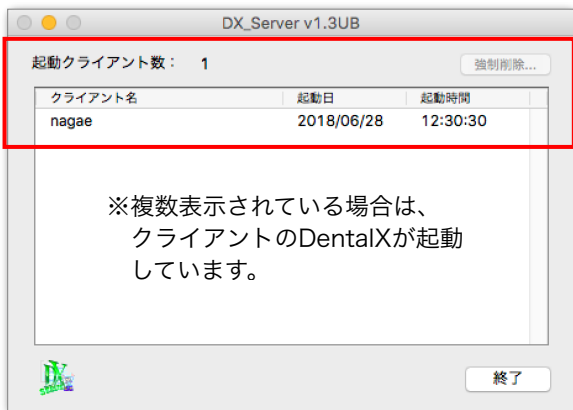 DX_Server v1.3UB
起動クライアント数： 1
強制削除...
クライアント名 起動日 起動時間
nagae 2018/06/28 12:30:30
※複数表示されている場合は、
クライアントのDentalXが起動
しています。
DX
終了